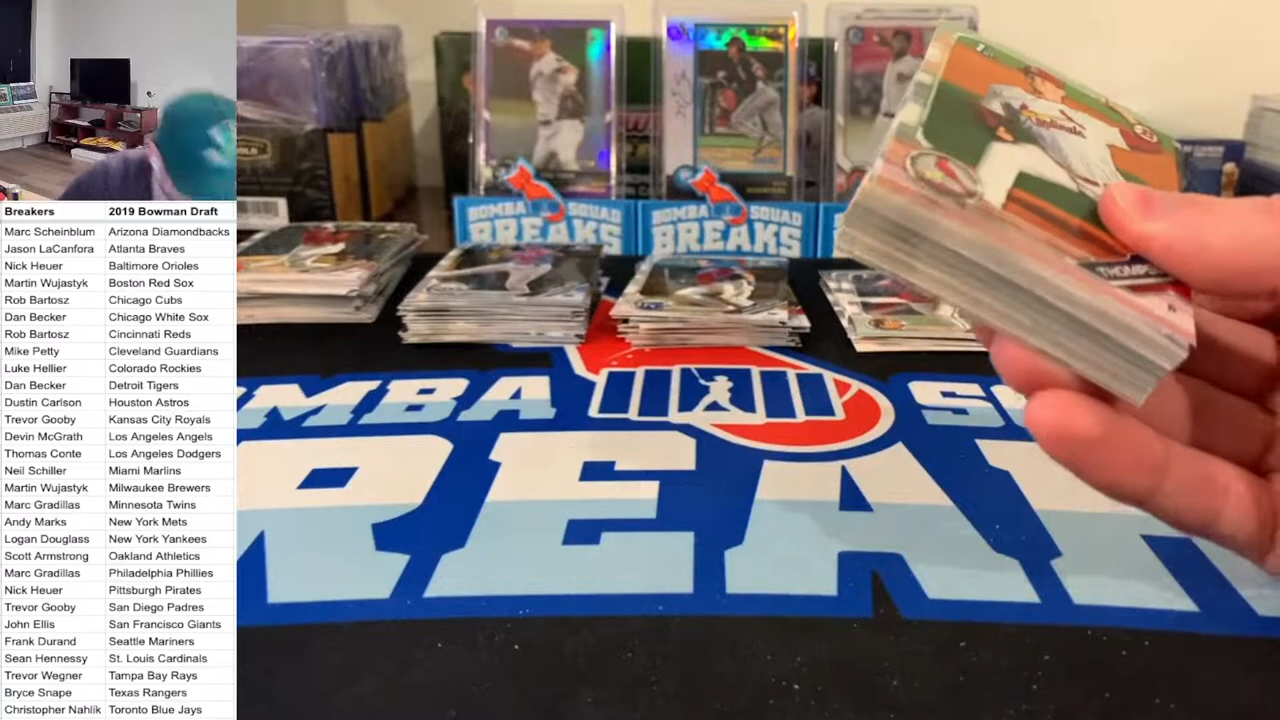 Breakers 2019 Bowman Draft
Marc Scheinblum Arizona Diamondbacks
Jason LaCanfora Atlanta Braves
Nick Heuer Baltimore Orioles
Martin Wujastyk Boston Red Sox
Rob Bartosz Chicago Cubs
Dan Becker Chicago White Sox
Rob Bartosz Cincinnati Reds
Mike Petty Cleveland Guardians
Luke Hellier Colorado Rockies
Dan Becker Detroit Tigers
Dustin Carlson Houston Astros
Trevor Gooby Kansas City Royals
Devin McGrath Los Angeles Angels
Thomas Conte Los Angeles Dodgers
Neil Schiller Miami Marlins
Martin Wujastyk Milwaukee Brewers
Marc Gradillas Minnesota Twins
Andy Marks New York Mets
Logan Douglass New York Yankees
Scott Armstrong Oakland Athletics
Marc Gradillas Philadelphia Phillies
Nick Heuer Pittsburgh Pirates
Trevor Gooby San Diego Padres
John Ellis San Francisco Giants
Frank Durand Seattle Mariners
Sean Hennessy St. Louis Cardinals
Trevor Wegner Tampa Bay Rays
Bryce Snape Texas Rangers
Christopher Nahlik Toronto Blue Jays
BOMBA SQUAD
BREAKS
BOMBA SQUAD
BREAKS
Cardinals
THOMPS
OMBA SQ
REAK